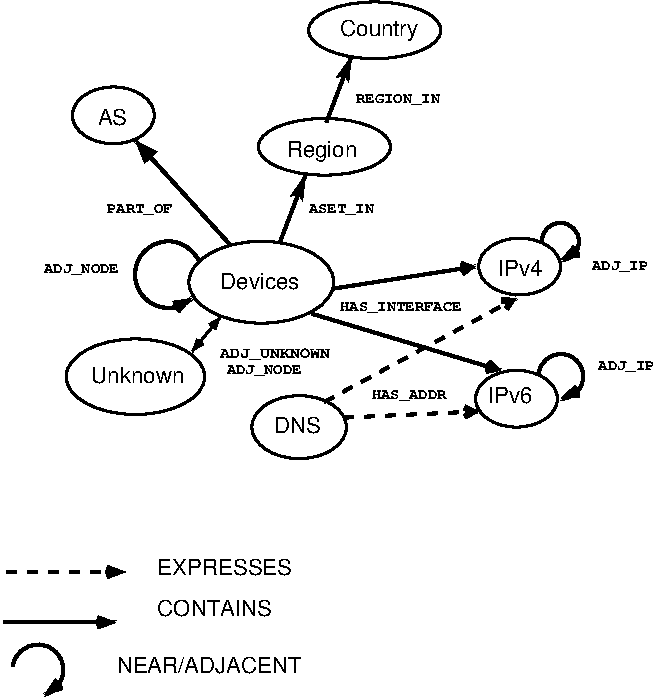 Country
REGION_IN
AS
Region
PART_OF
ASET_IN
ADJ_NODE
Devices
IPv4
ADJ_IP
HAS_INTERFACE
ADJ_UNKNOWN
ADJ_NODE
Unknown
ADJ_IP
HAS_ADDR
IPv6
DNS
EXPRESSES
CONTAINS
NEAR/ADJACENT